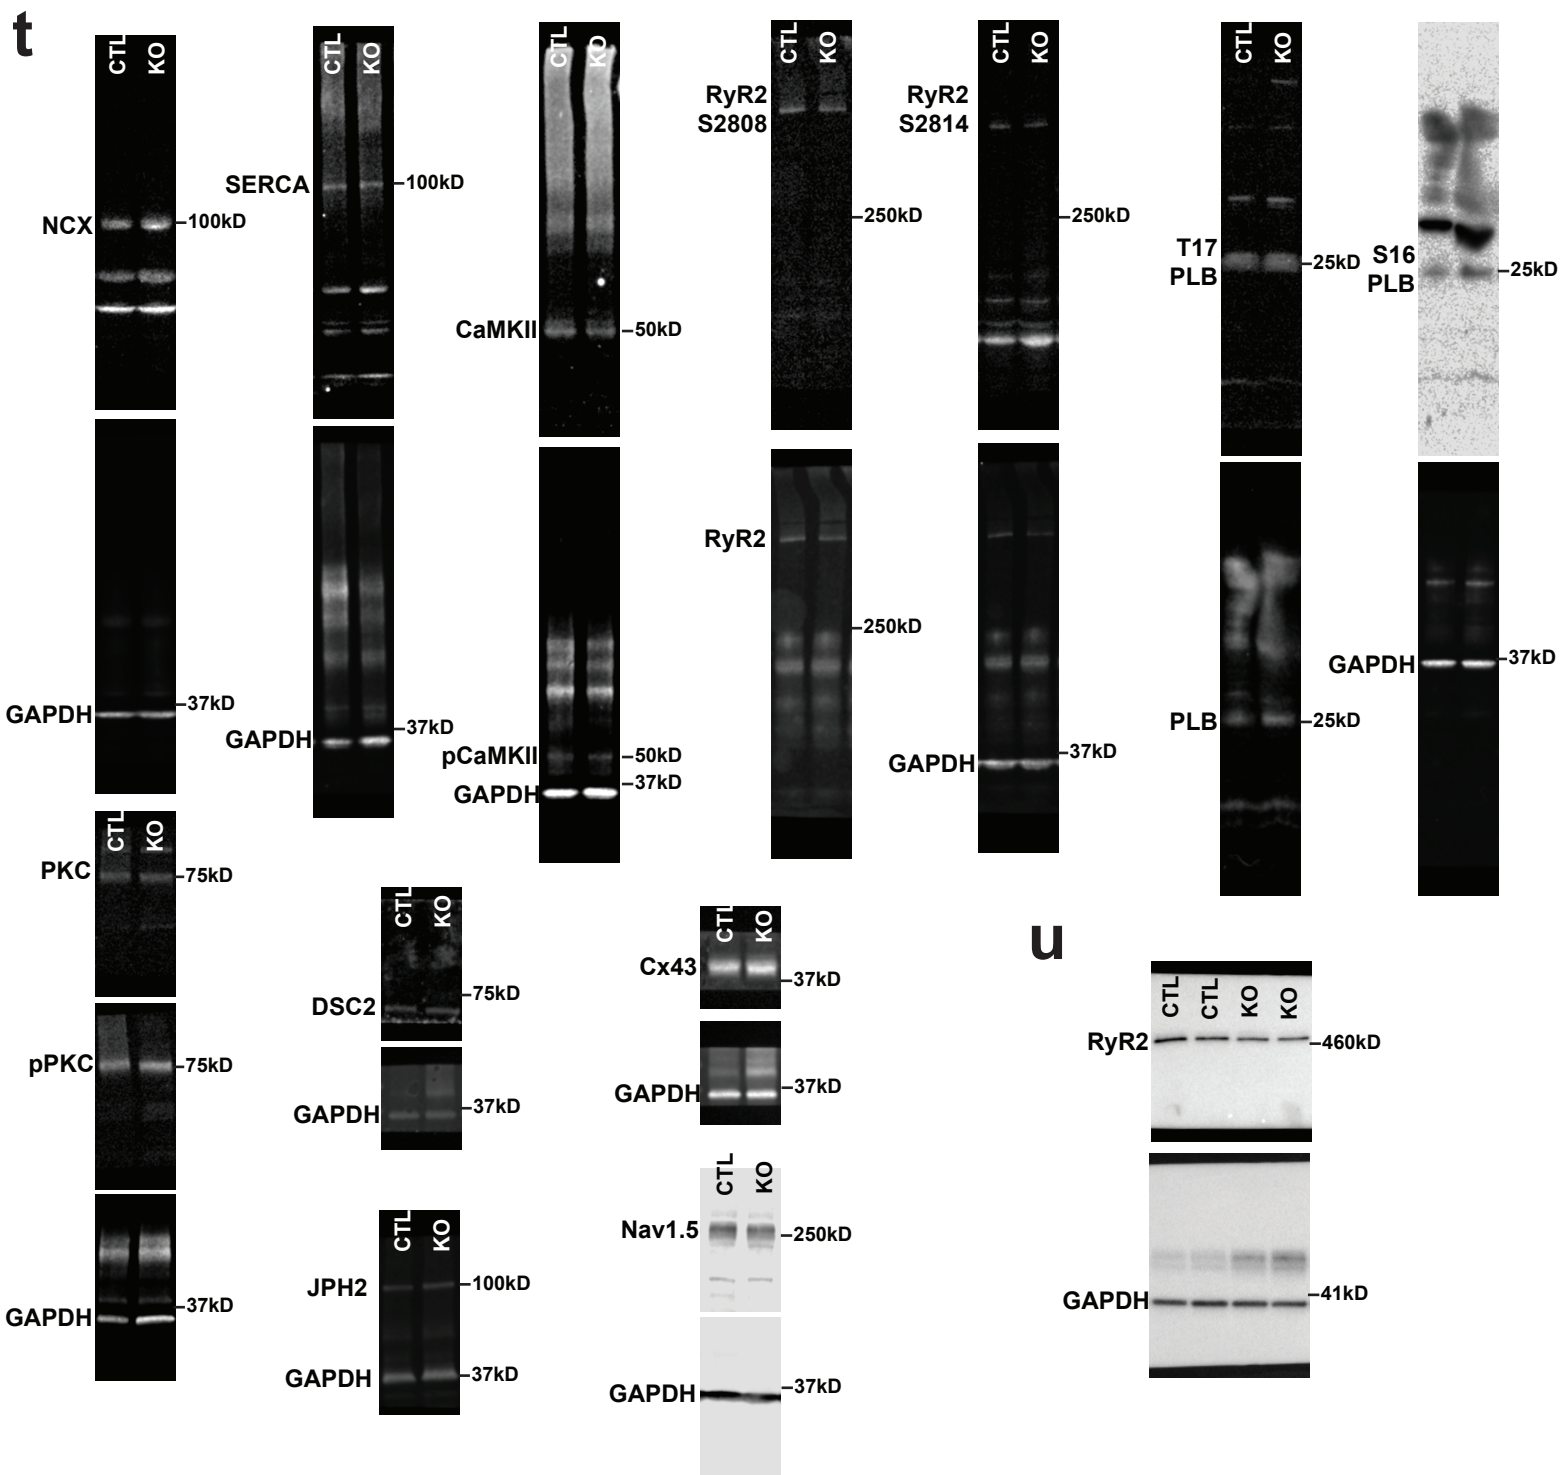 t
CTL KO
NCX
100kD
GAPDH
37kD
CTL KO
SERCA
100kD
GAPDH
37kD
CTL KO
CaMKII
50kD
pCaMKII
50kD
37kD
GAPDH
CTL KO
RyR2
S2808
250kD
RyR2
250kD
CTL KO
RyR2
S2814
250kD
GAPDH
37kD
CTL KO
T17
PLB
25kD
PLB
25kD
S16
PLB
25kD
GAPDH
37kD
CTL KO
PKC
75kD
pPKC
75kD
GAPDH
37kD
CTL KO
DSC2
75kD
GAPDH
37kD
CTL KO
JPH2
100kD
GAPDH
37kD
CTL KO
Cx43
37kD
GAPDH
37kD
CTL KO
Nav1.5
250kD
GAPDH
37kD
u
CTL CTL KO KO
RyR2
460kD
GAPDH
41kD